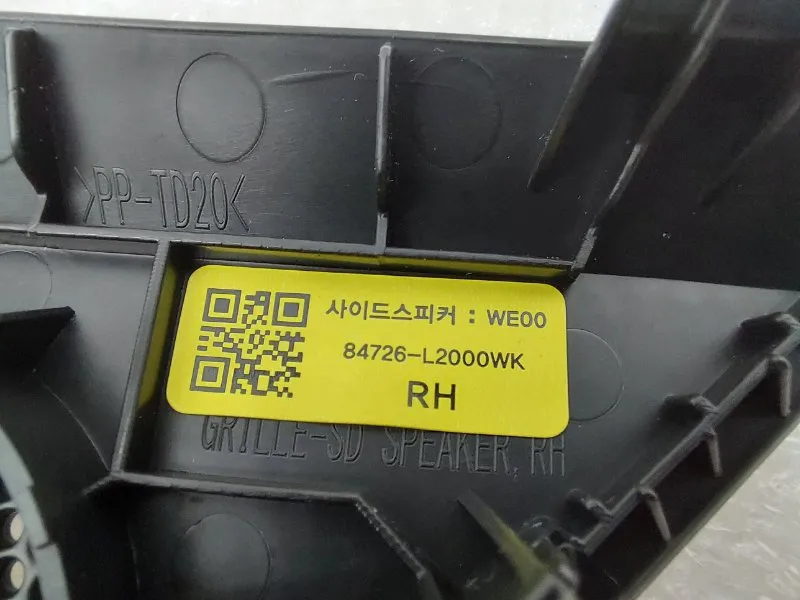 >PP-TD20<
사이드스피커 : WE00
84726-L2000WK
RH
GRILLE-SD SPEAKER, RH